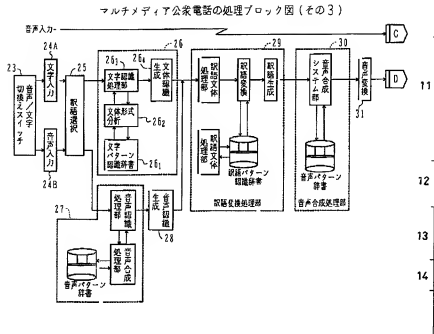 マルチメディア公衆電話の処理ブロック図(その3)
音声入力
C
24A
26
263
264
29
30
23
25
音声/文字切換えスイッチ
文字入力
訳語選択
文字認識処理部
文体認識生成
文体形式分析
262
文字パターン認識辞書
261
訳語文体処理部
訳語変換
訳語生成
訳語文体処理部
訳語パターン認識辞書
訳語変換処理部
音声合成システム部
音声パターン辞書
音声合成処理部
音声変換
31
D
11
音声入力
24B
27
音声認識処理部
音声認識生成
28
音声合成処理部
音声パターン辞書
12
13
14